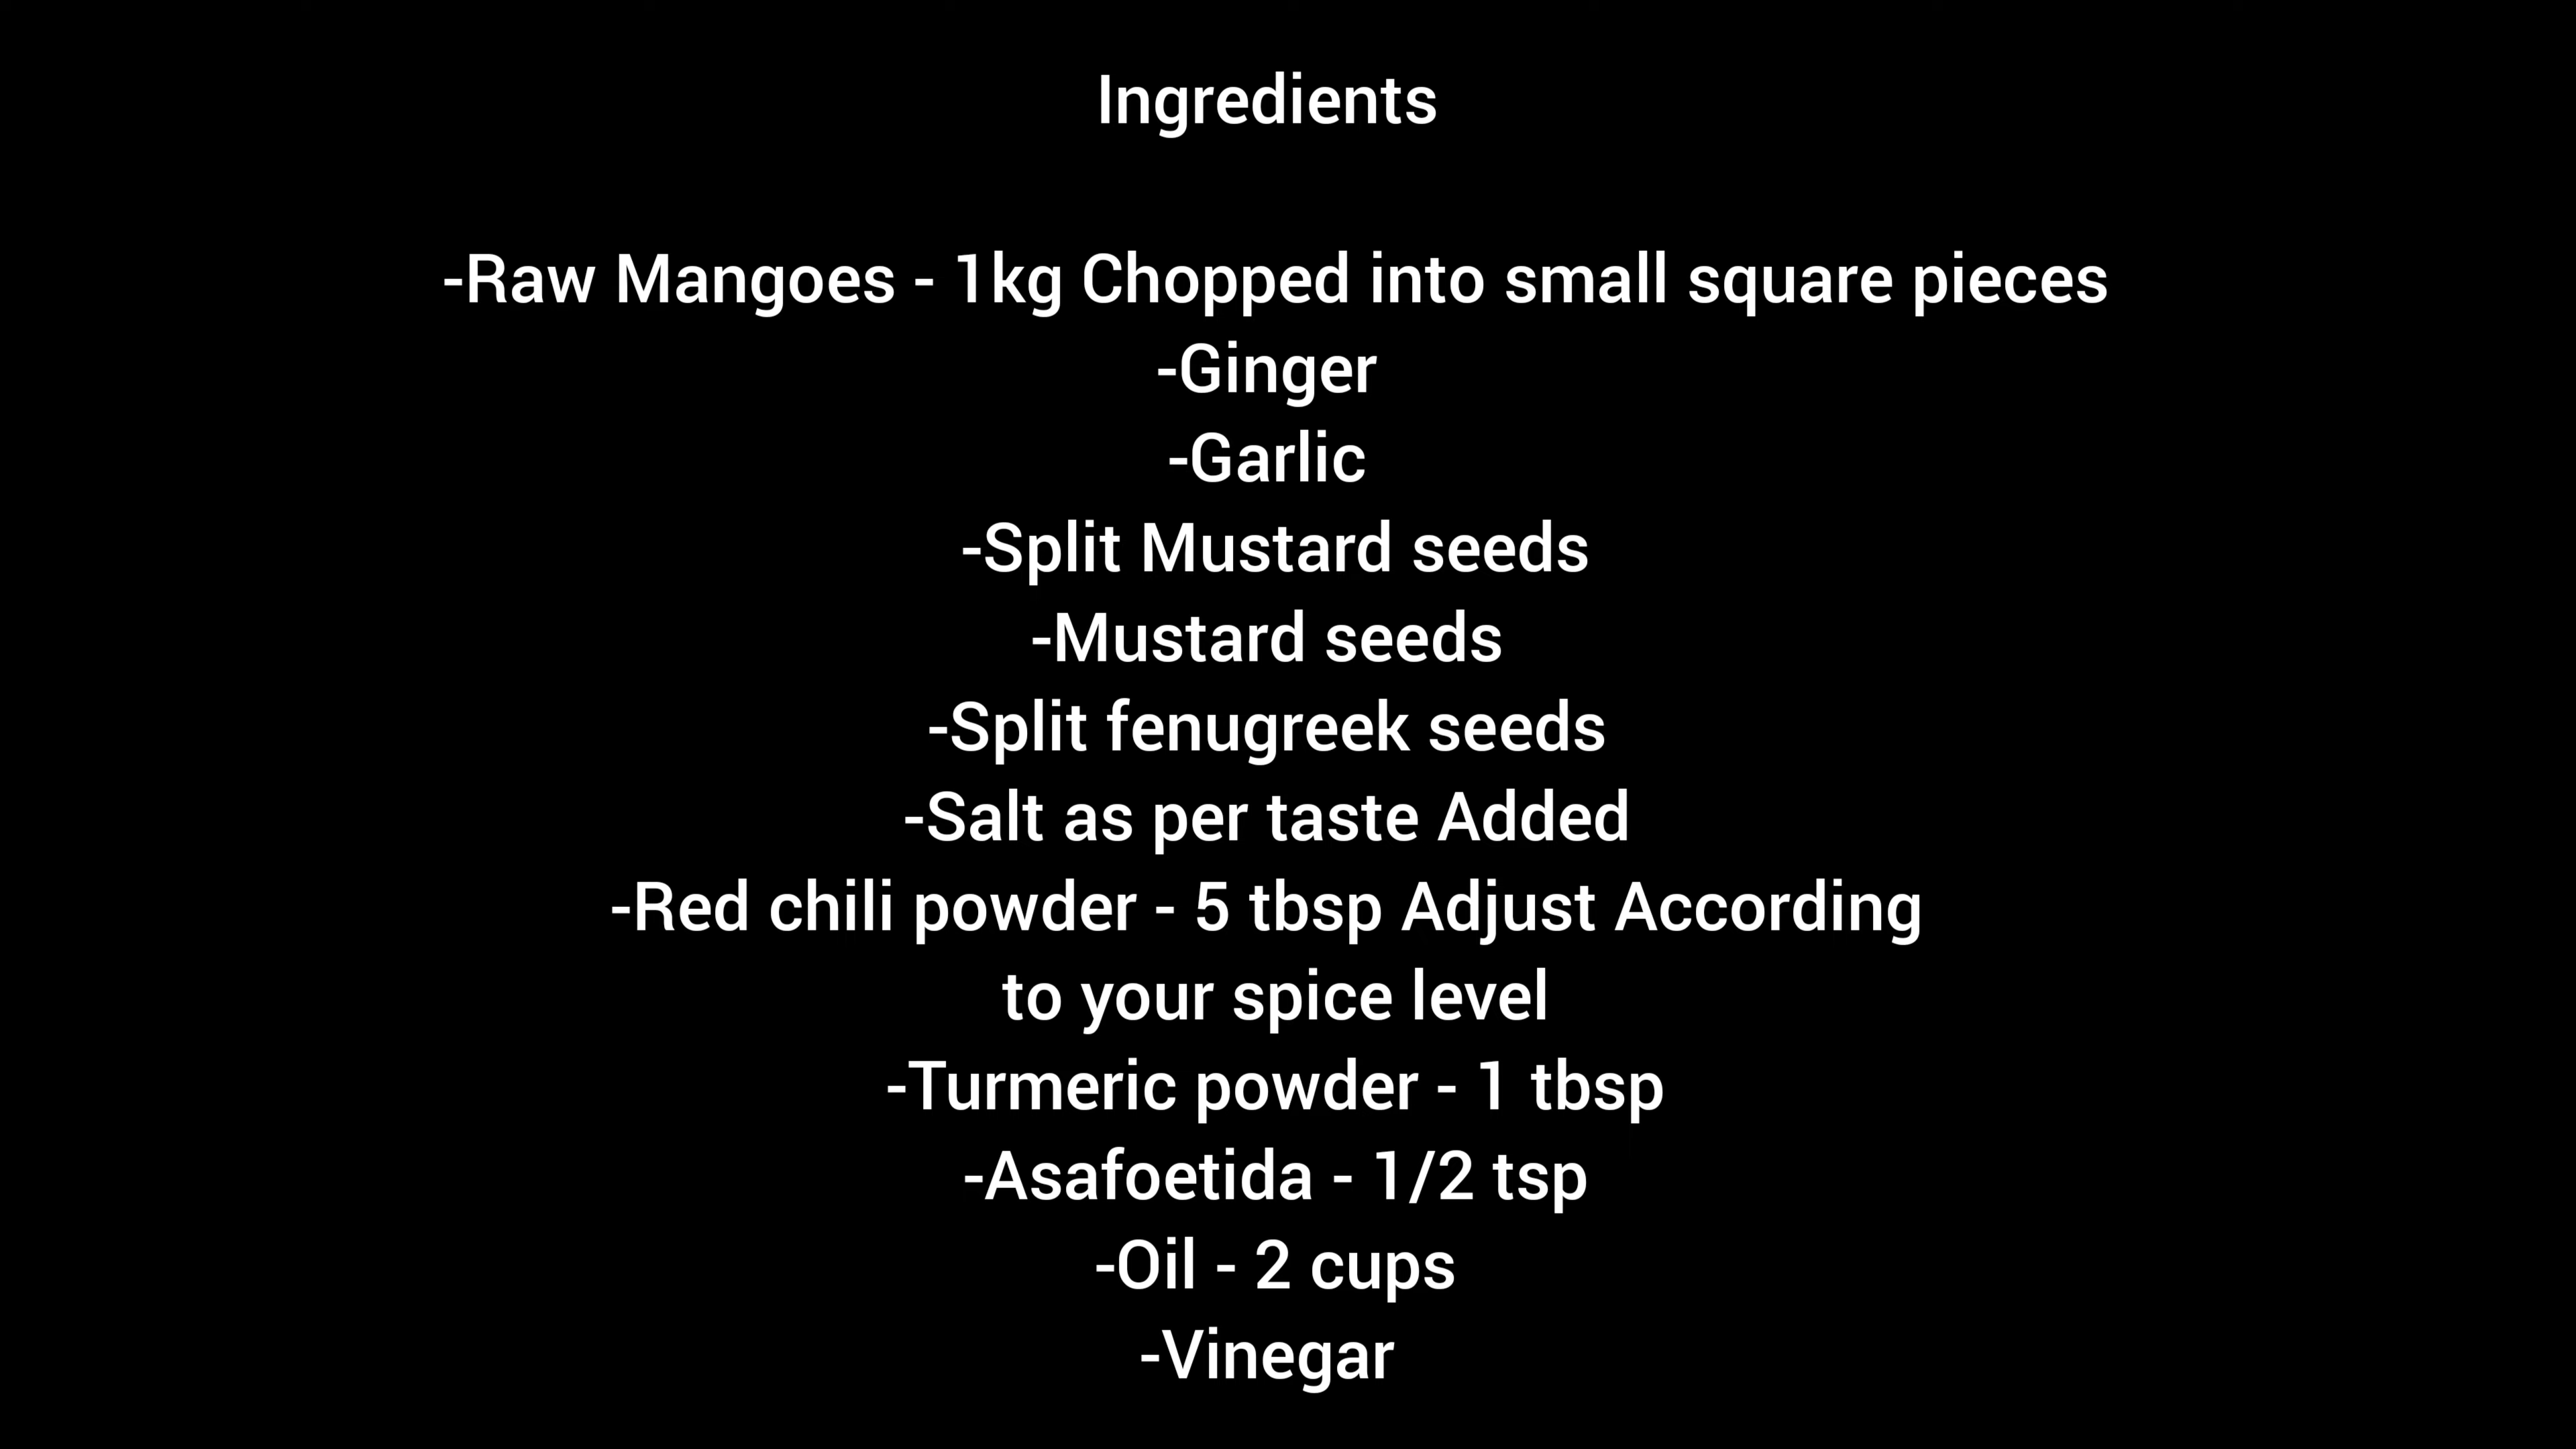 Ingredients
-Raw Mangoes - 1kg Chopped into small square pieces
-Ginger
-Garlic
-Split Mustard seeds
-Mustard seeds
-Split fenugreek seeds
-Salt as per taste Added
-Red chili powder - 5 tbsp Adjust According
to your spice level
-Turmeric powder - 1 tbsp
-Asafoetida - 1/2 tsp
-Oil - 2 cups
-Vinegar